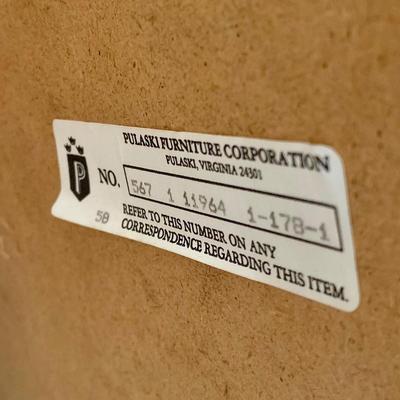 PULASKI FURNITURE CORPORATION
PULASKI, VIRGINIA 24301
P
NO. 567 1 11964 1-178-1
58
REFER TO THIS NUMBER ON ANY
CORRESPONDENCE REGARDING THIS ITEM.